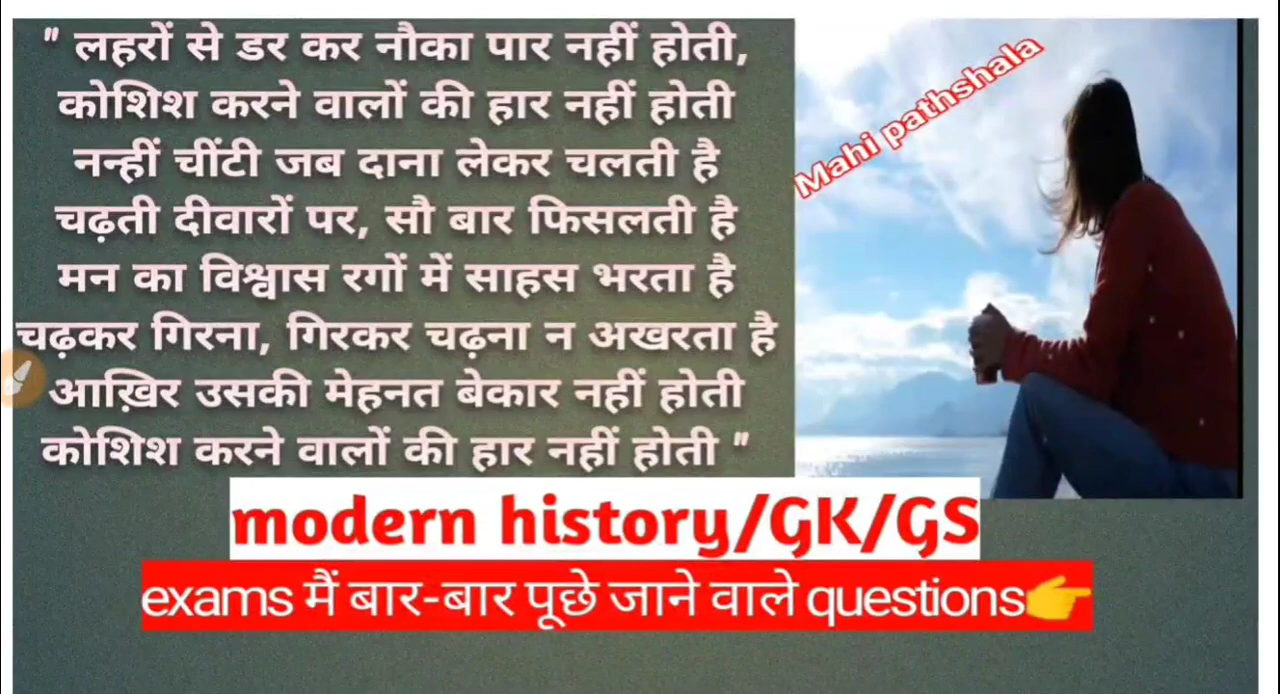 " लहरों से डर कर नौका पार नहीं होती,
कोशिश करने वालों की हार नहीं होती
नन्हीं चींटी जब दाना लेकर चलती है
चढ़ती दीवारों पर, सौ बार फिसलती है
मन का विश्वास रगों में साहस भरता है
चढ़कर गिरना, गिरकर चढ़ना न अखरता है
आख़िर उसकी मेहनत बेकार नहीं होती
कोशिश करने वालों की हार नहीं होती "
Mahi pathshala
modern history/GK/GS
exams मैं बार-बार पूछे जाने वाले questions👉